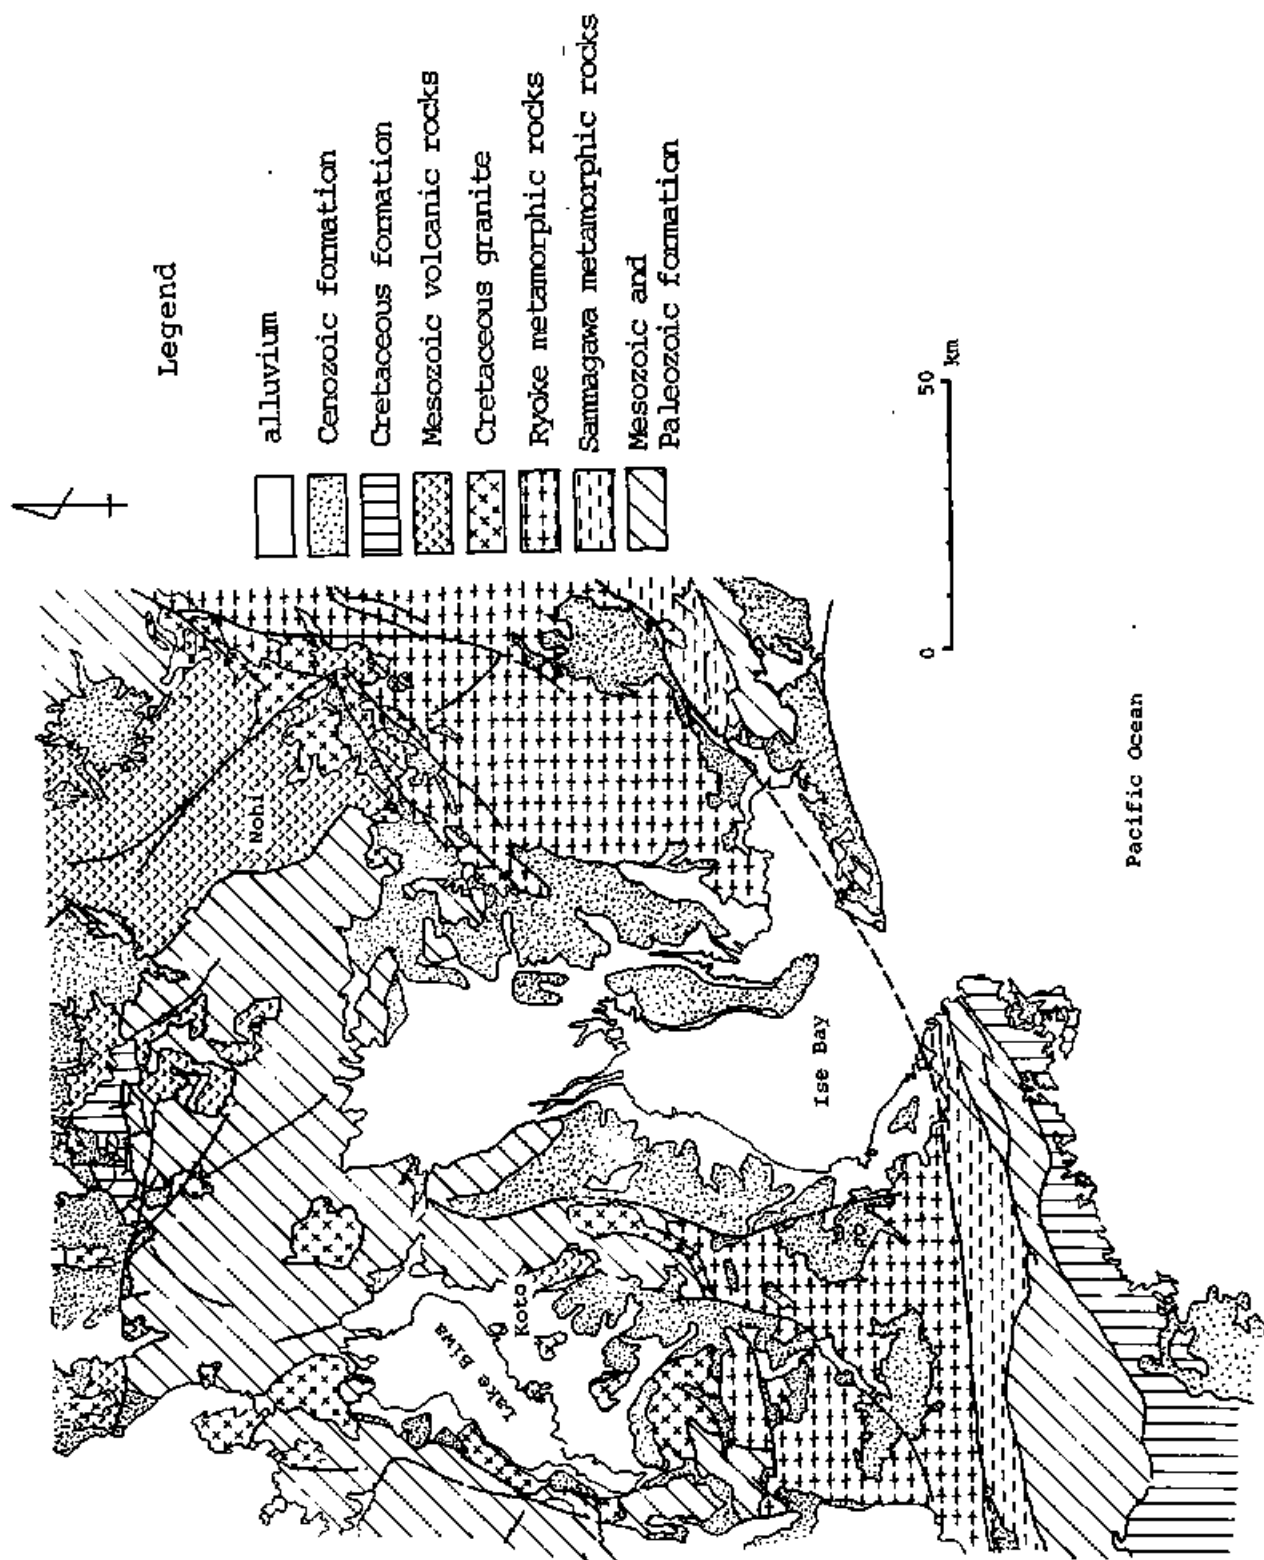 Legend
alluvium
Cenozoic formation
Cretaceous formation
Mesozoic volcanic rocks
Cretaceous granite
Ryoke metamorphic rocks
Sammagawa metamorphic rocks
Mesozoic and
Paleozoic formation
0
50
km
Nohi
Lake Biwa
Koto
Ise Bay
Pacific Ocean